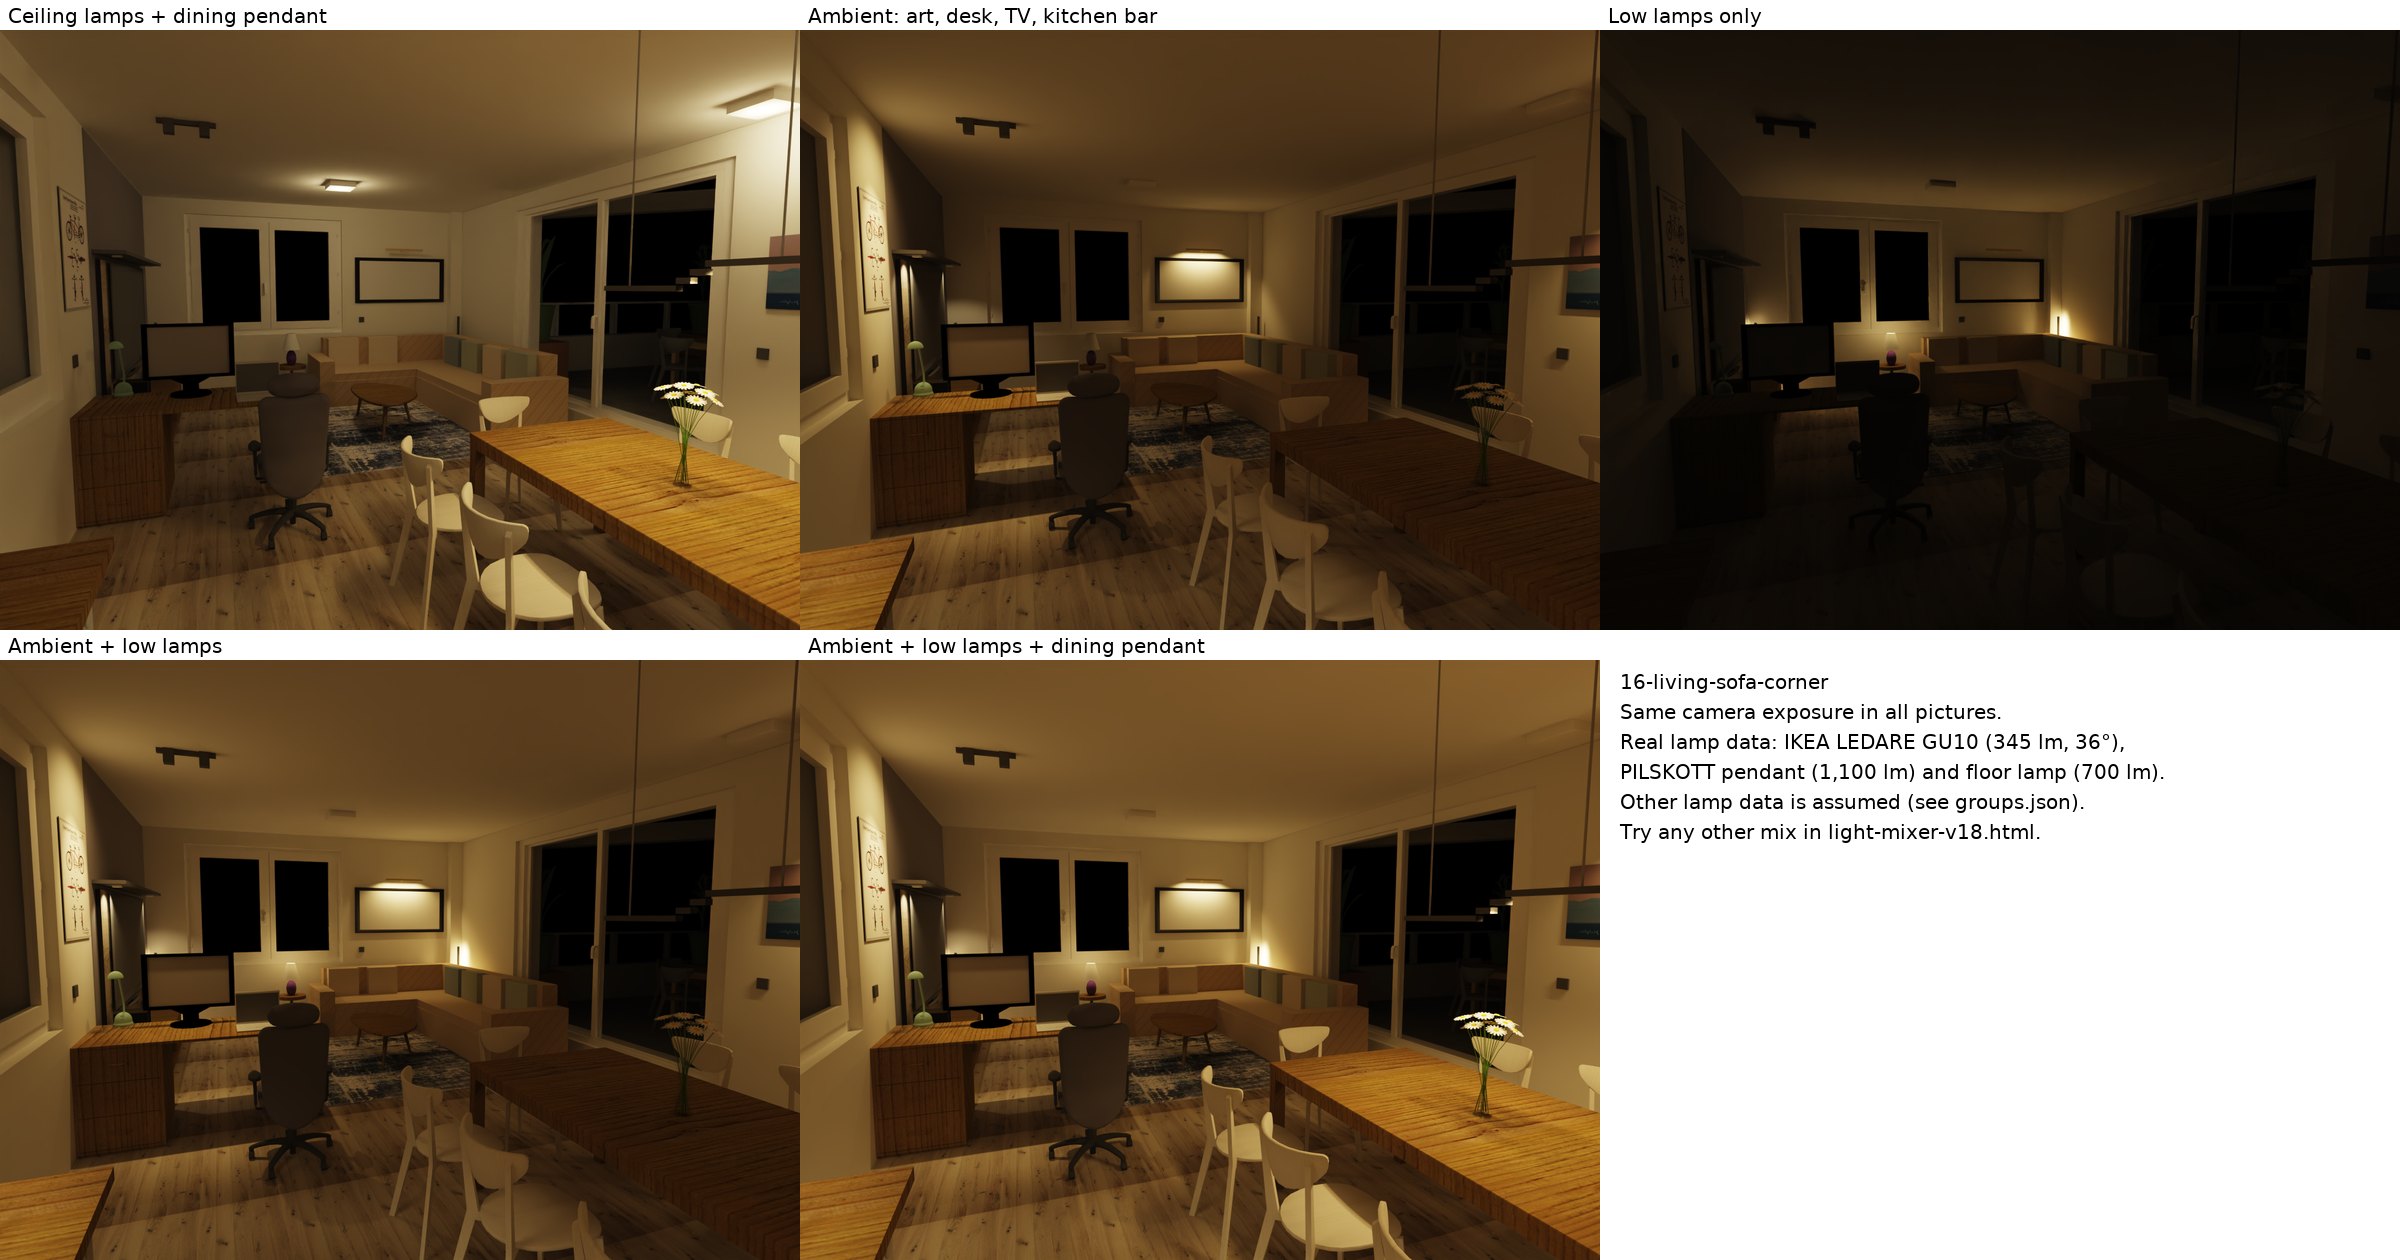 Ceiling lamps + dining pendant
Ambient: art, desk, TV, kitchen bar
Low lamps only
Ambient + low lamps
Ambient + low lamps + dining pendant
16-living-sofa-corner
Same camera exposure in all pictures.
Real lamp data: IKEA LEDARE GU10 (345 lm, 36°),
PILSKOTT pendant (1,100 lm) and floor lamp (700 lm).
Other lamp data is assumed (see groups.json).
Try any other mix in light-mixer-v18.html.